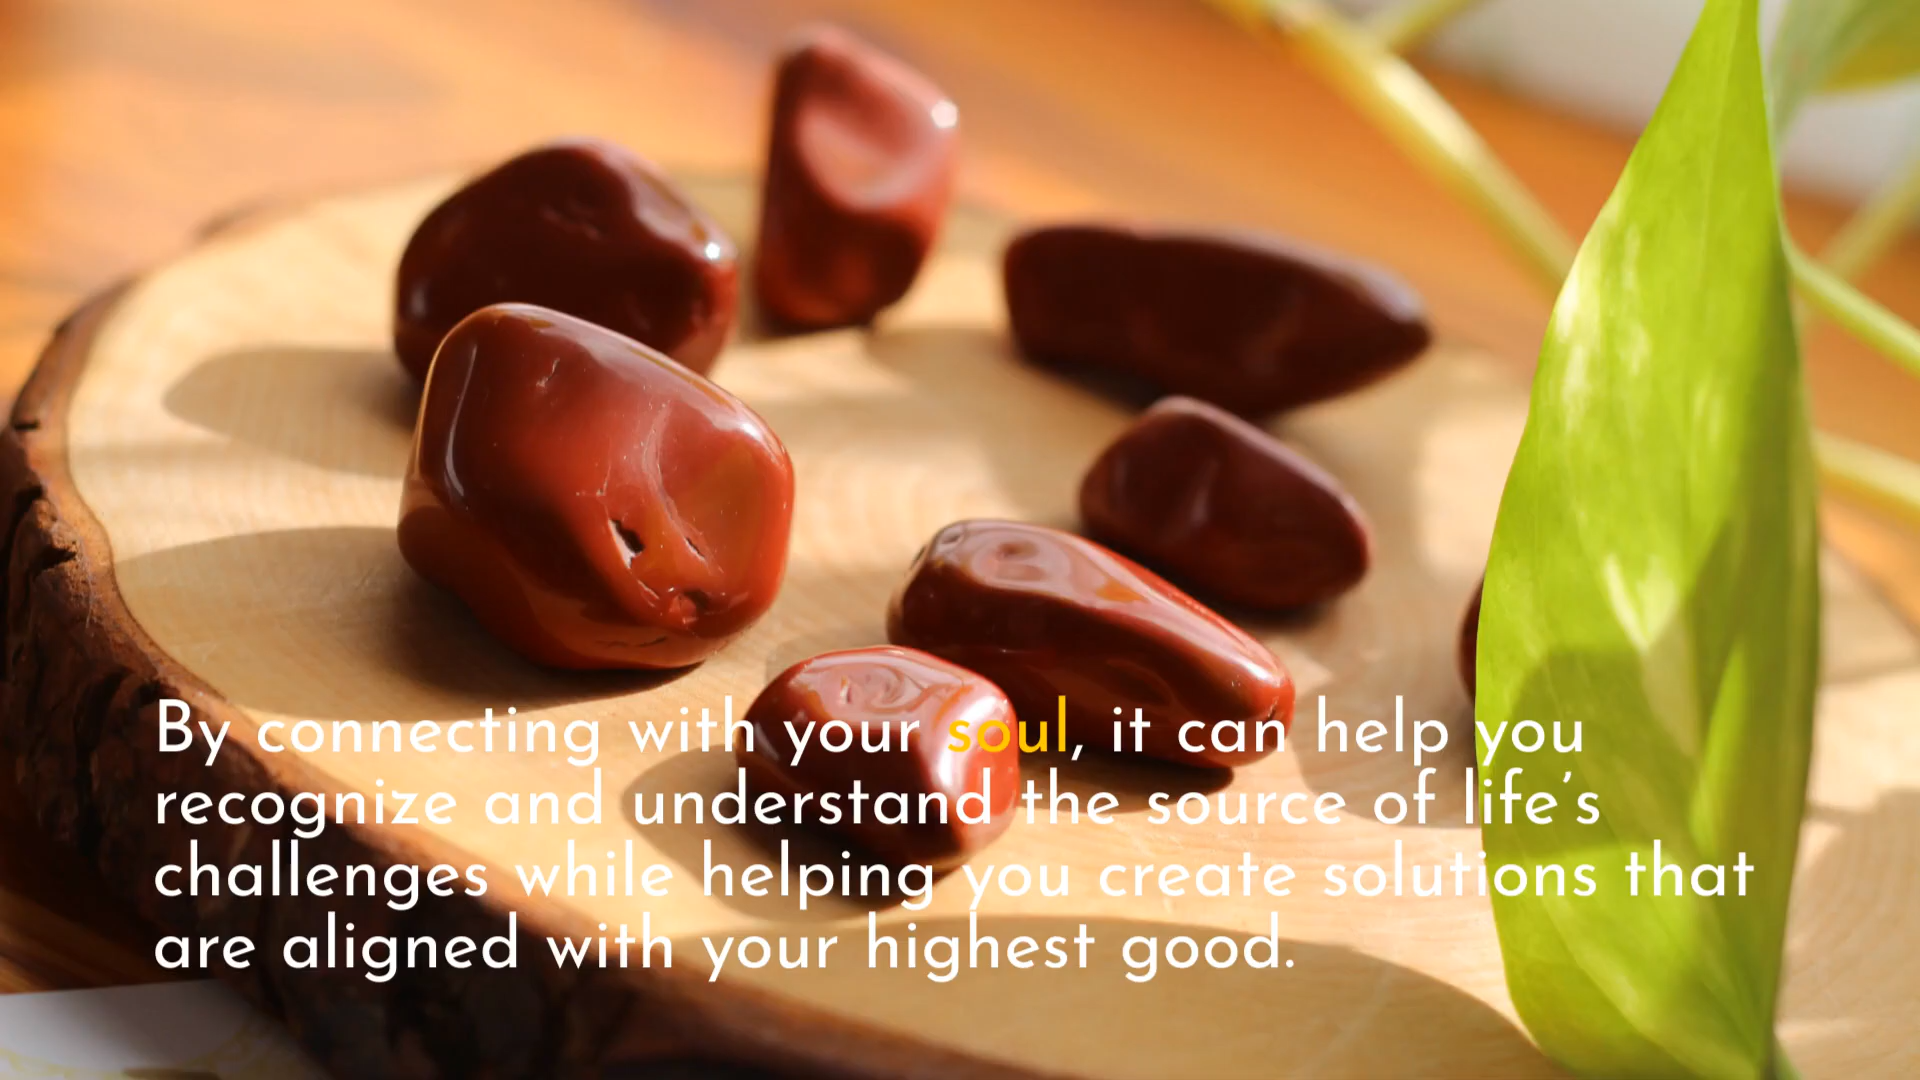 By connecting with your soul, it can help you
recognize and understand the source of life's
challenges while helping you create solutions that
are aligned with your highest good.